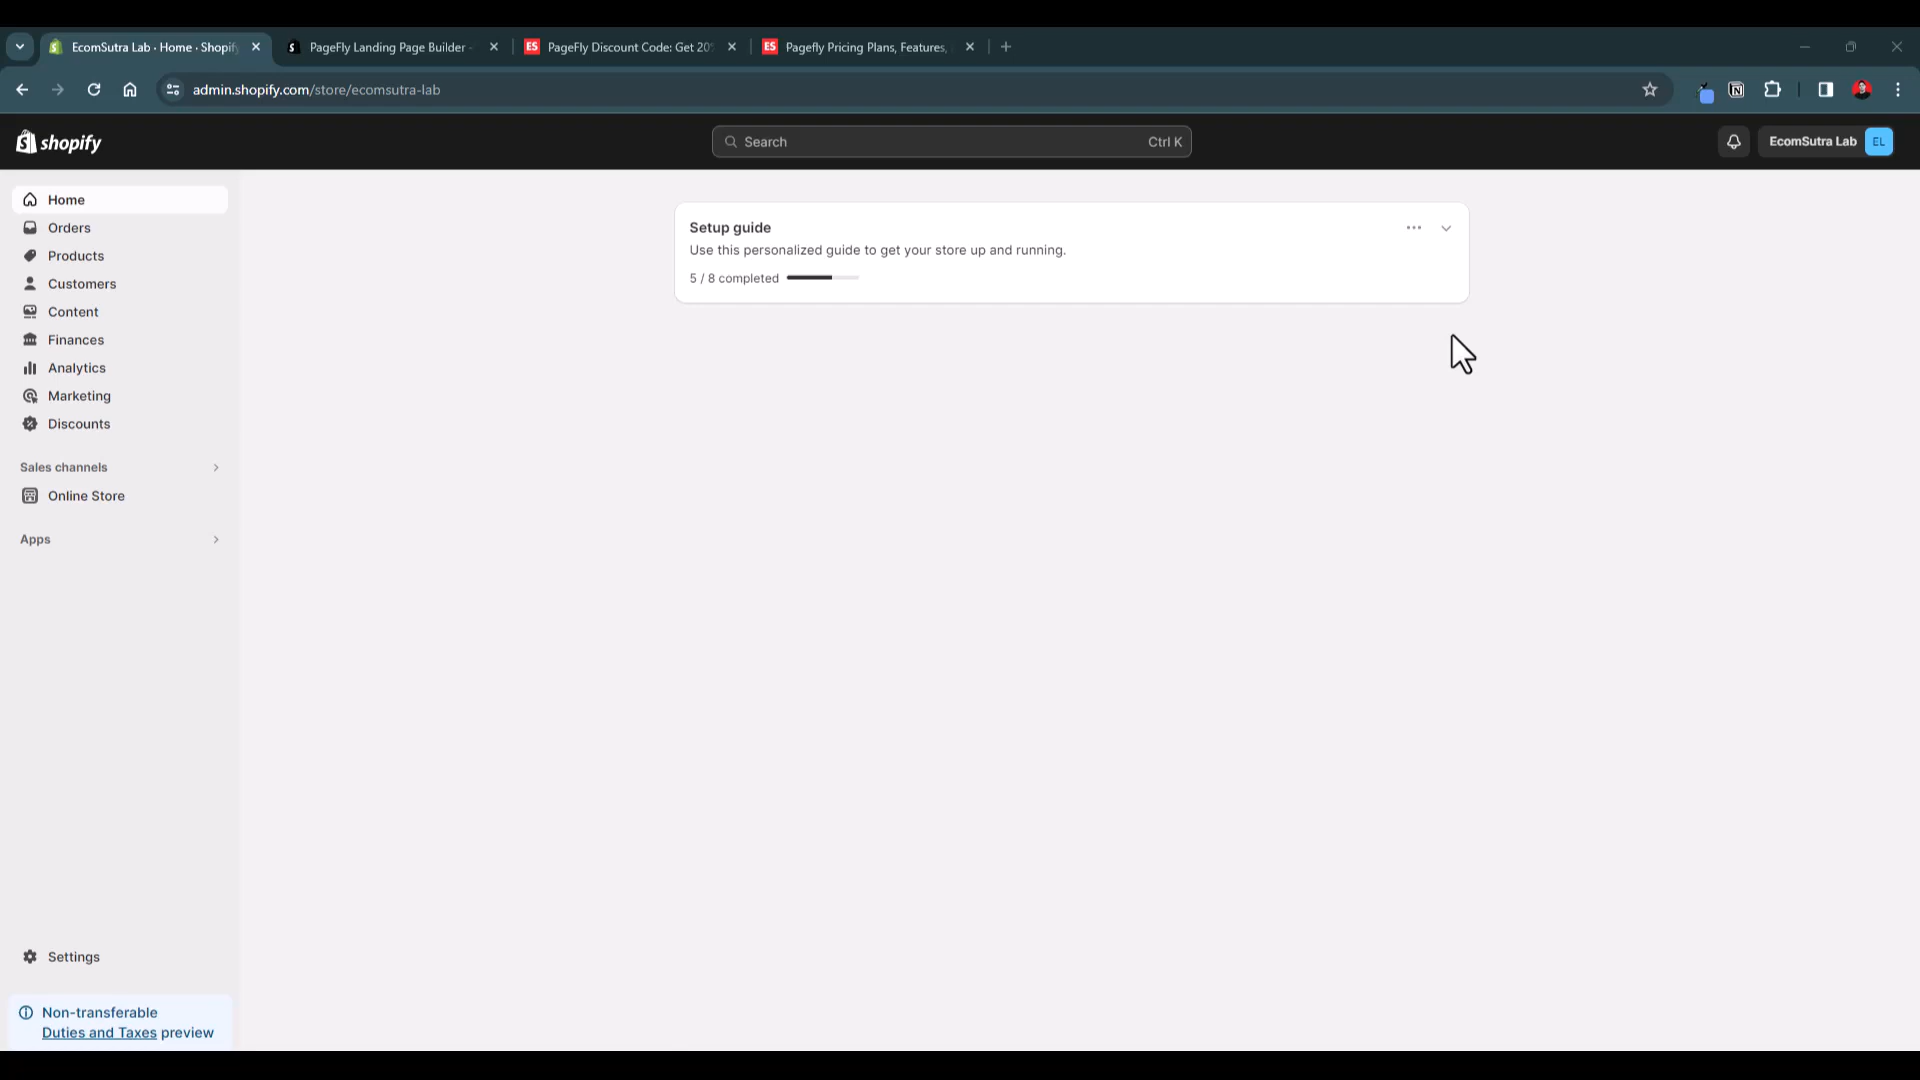 EcomSutra Lab · Home · Shopify
PageFly Landing Page Builder -
PageFly Discount Code: Get 20%
Pagefly Pricing Plans, Features,
admin.shopify.com/store/ecomsutra-lab
shopify
Search
Ctrl K
EcomSutra Lab
EL
Home
Orders
Products
Customers
Content
Finances
Analytics
Marketing
Discounts
Sales channels
Online Store
Apps
Settings
Non-transferable
Duties and Taxes preview
Setup guide
Use this personalized guide to get your store up and running.
5 / 8 completed